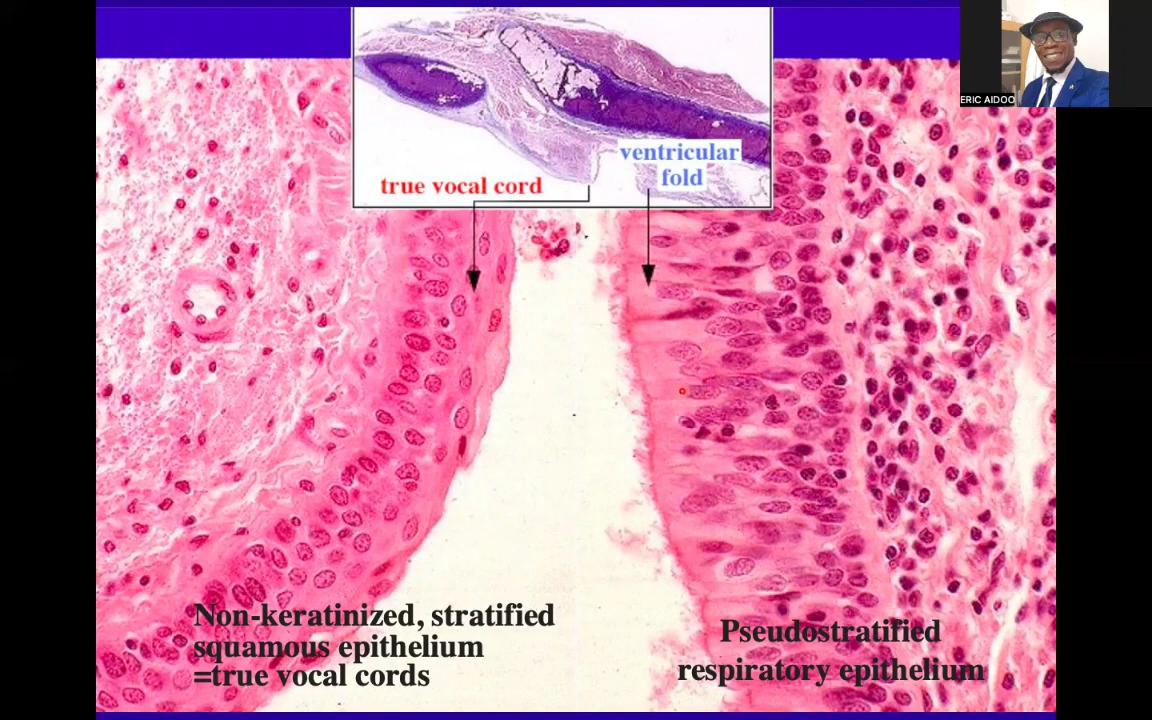 ERIC AIDOO
ventricular
fold
true vocal cord
Non-keratinized, stratified
squamous epithelium
=true vocal cords
Pseudostratified
respiratory epithelium